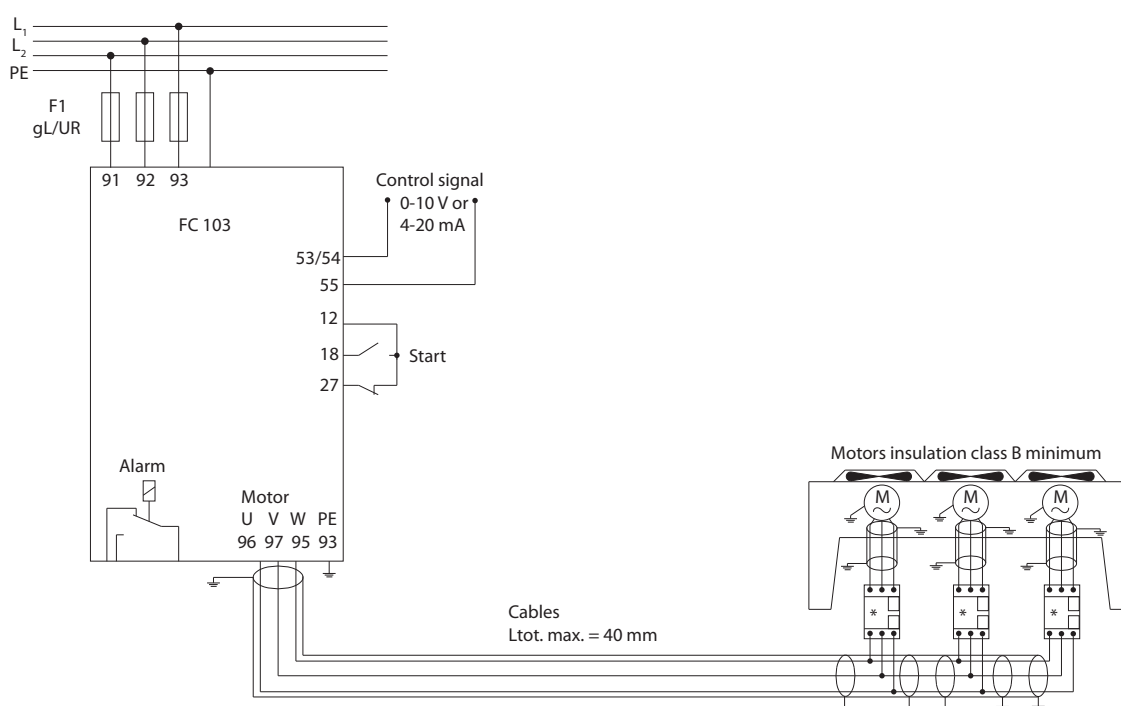 L1
L2
PE
F1
gL/UR
91 92 93
FC 103
Control signal
0-10 V or
4-20 mA
53/54
55
12
18
Start
27
Alarm
Motor
U V W PE
96 97 95 93
Motors insulation class B minimum
M M M
* * *
Cables
Ltot. max. = 40 mm